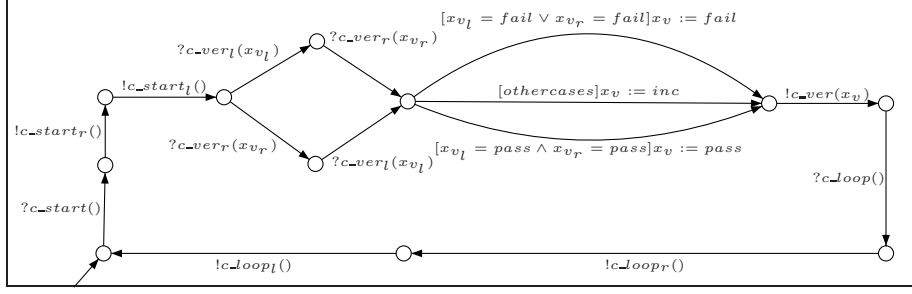 [x_{v_l} = fail ∨ x_{v_r} = fail]x_v := fail
?c_ver_l(x_{v_l})
?c_ver_r(x_{v_r})
!c_start_l()
[othercases]x_v := inc
!c_ver(x_v)
!c_start_r()
?c_ver_r(x_{v_r})
?c_ver_l(x_{v_l})
[x_{v_l} = pass ∧ x_{v_r} = pass]x_v := pass
?c_loop()
?c_start()
!c_loop_l()
!c_loop_r()